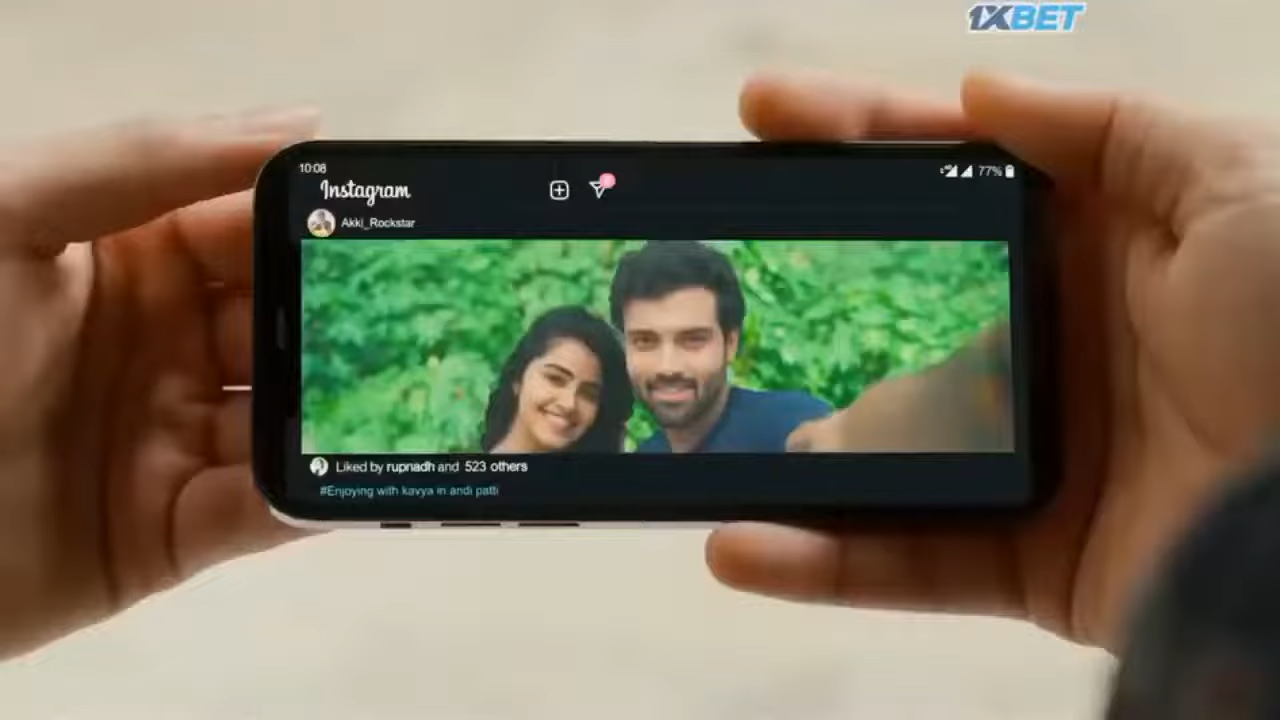 1XBET
10:08
77%
Instagram
Akki_Rockstar
Liked by rupnadh and 523 others
#Enjoying with kavya in andi patti